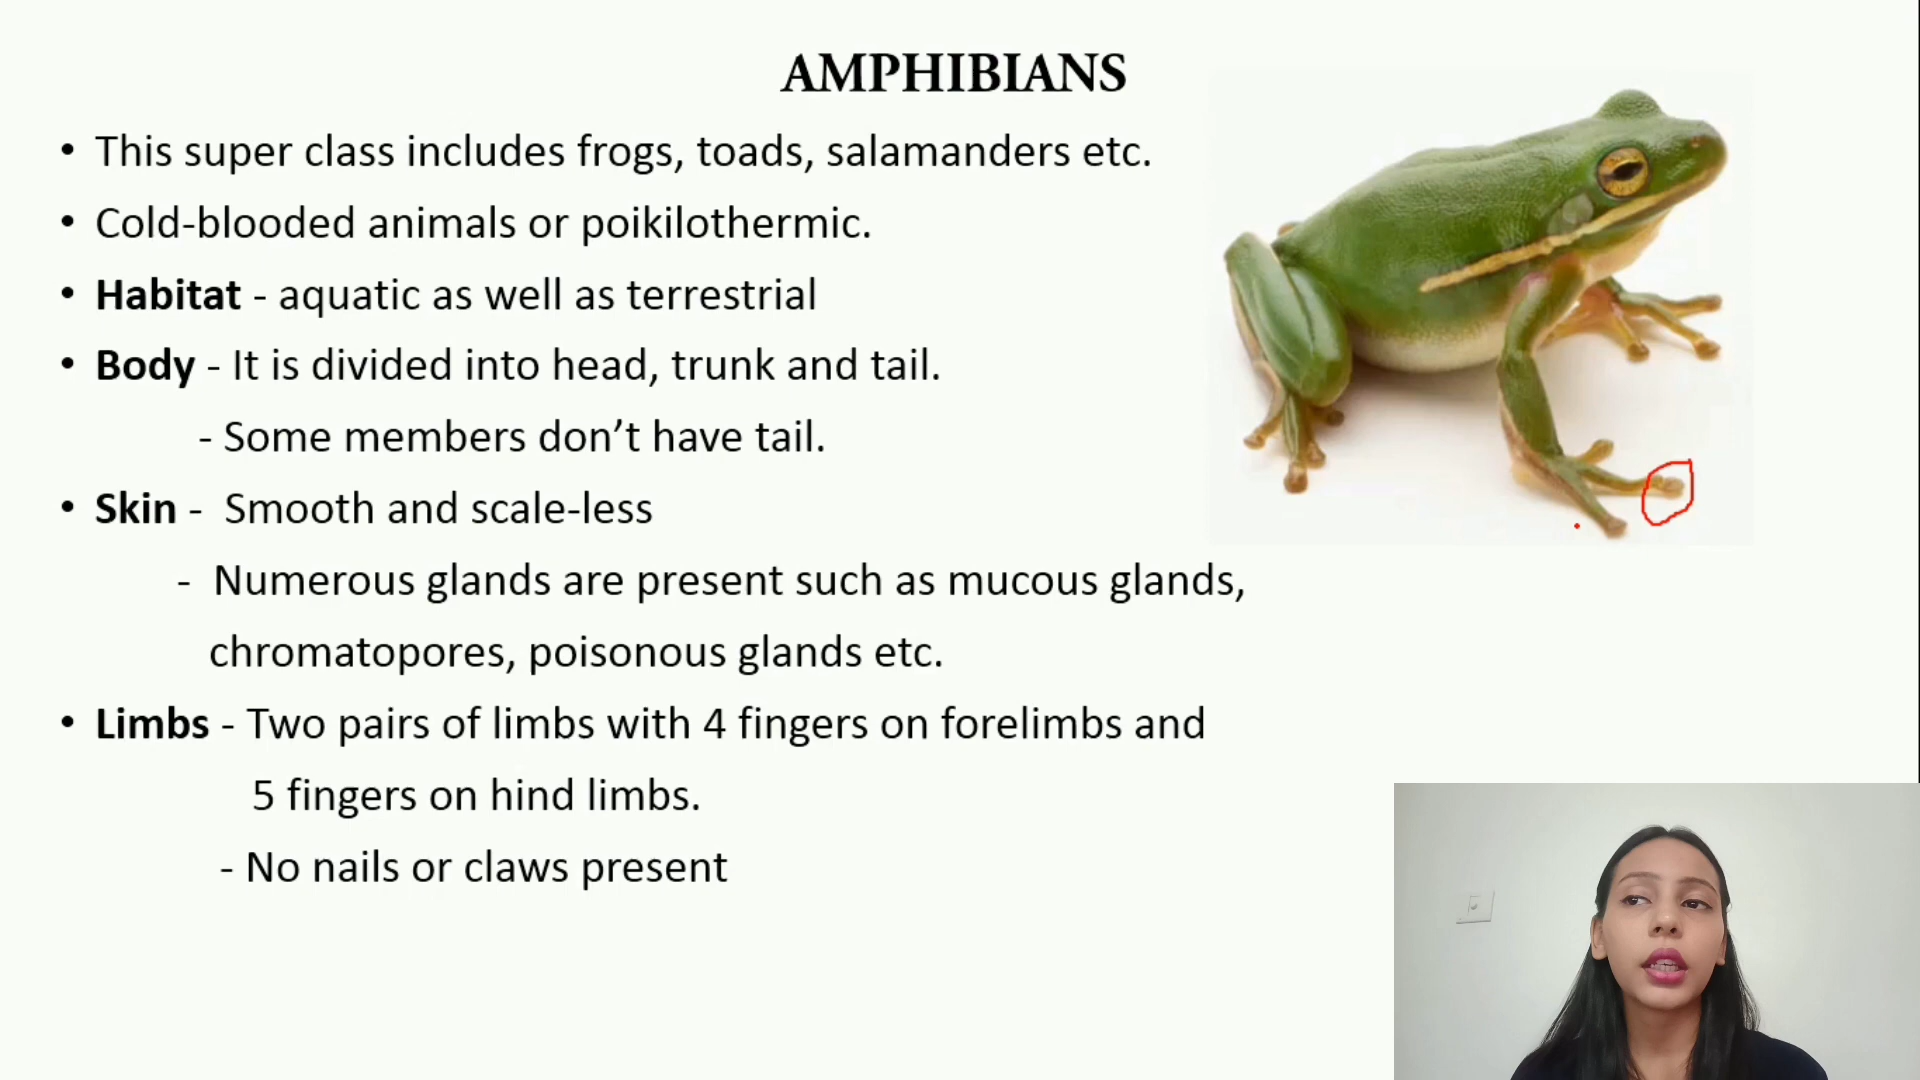 AMPHIBIANS
• This super class includes frogs, toads, salamanders etc.
• Cold-blooded animals or poikilothermic.
• Habitat - aquatic as well as terrestrial
• Body - It is divided into head, trunk and tail.
- Some members don’t have tail.
• Skin - Smooth and scale-less
- Numerous glands are present such as mucous glands,
chromatopores, poisonous glands etc.
• Limbs - Two pairs of limbs with 4 fingers on forelimbs and
5 fingers on hind limbs.
- No nails or claws present